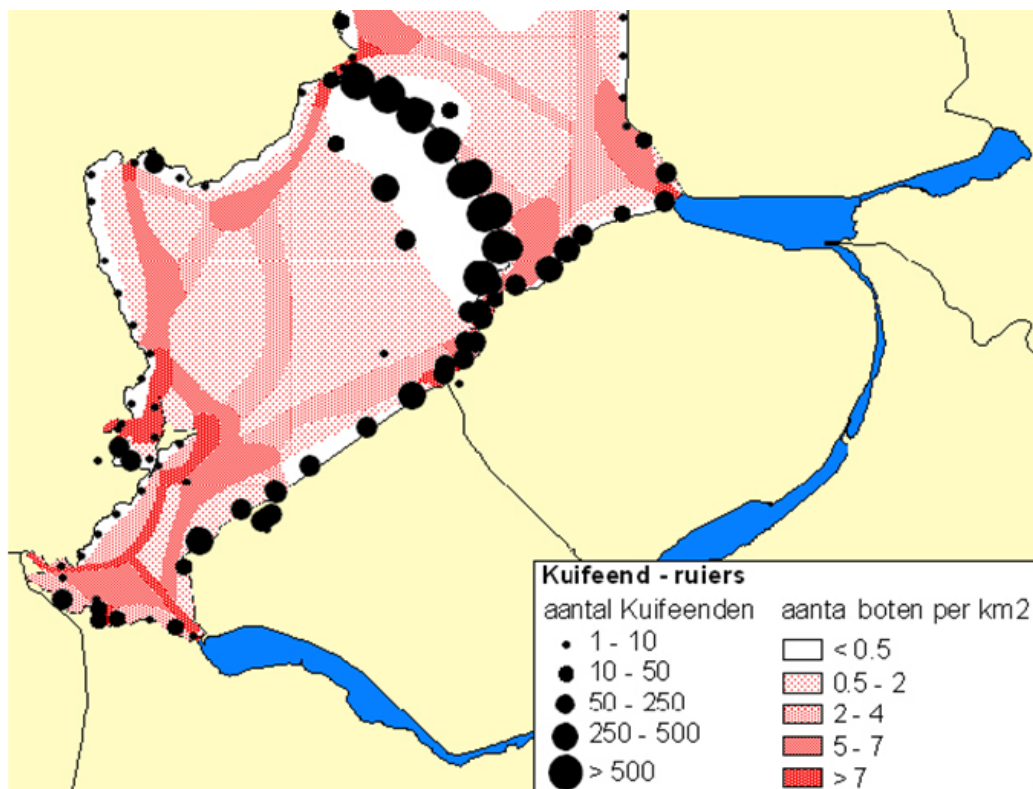 Kuifeend - ruiers
aantal Kuifeenden
1 - 10
10 - 50
50 - 250
250 - 500
> 500
aanta boten per km2
< 0.5
0.5 - 2
2 - 4
5 - 7
> 7